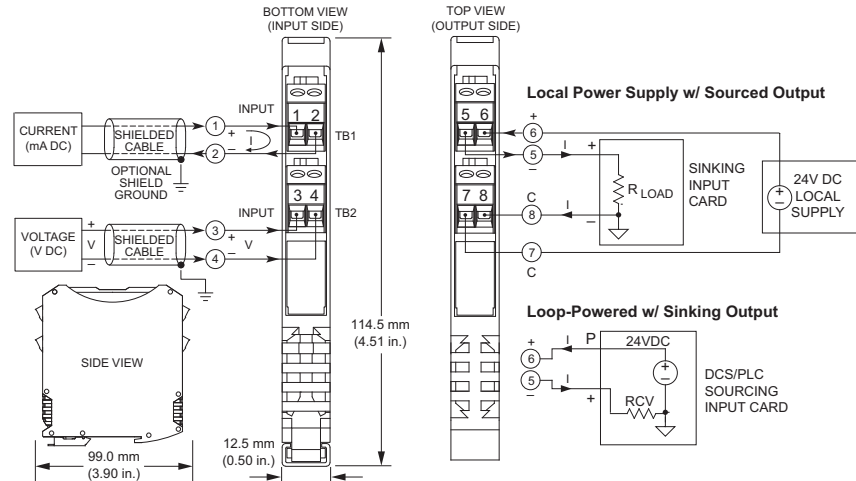 BOTTOM VIEW
(INPUT SIDE)
TOP VIEW
(OUTPUT SIDE)
CURRENT
(mA DC)
SHIELDED
CABLE
OPTIONAL
SHIELD
GROUND
1
2
+
I
–
INPUT
1 2
TB1
VOLTAGE
(V DC)
+
V
–
SHIELDED
CABLE
3
4
+
V
–
INPUT
3 4
TB2
SIDE VIEW
99.0 mm
(3.90 in.)
12.5 mm
(0.50 in.)
114.5 mm
(4.51 in.)
5 6
7 8
Local Power Supply w/ Sourced Output
+
6
5
–
I
+
R LOAD
SINKING
INPUT
CARD
C
8
I
–
7
C
+
–
24V DC
LOCAL
SUPPLY
Loop-Powered w/ Sinking Output
+
6
I
P
24VDC
+
–
5
–
I
+
RCV
DCS/PLC
SOURCING
INPUT CARD